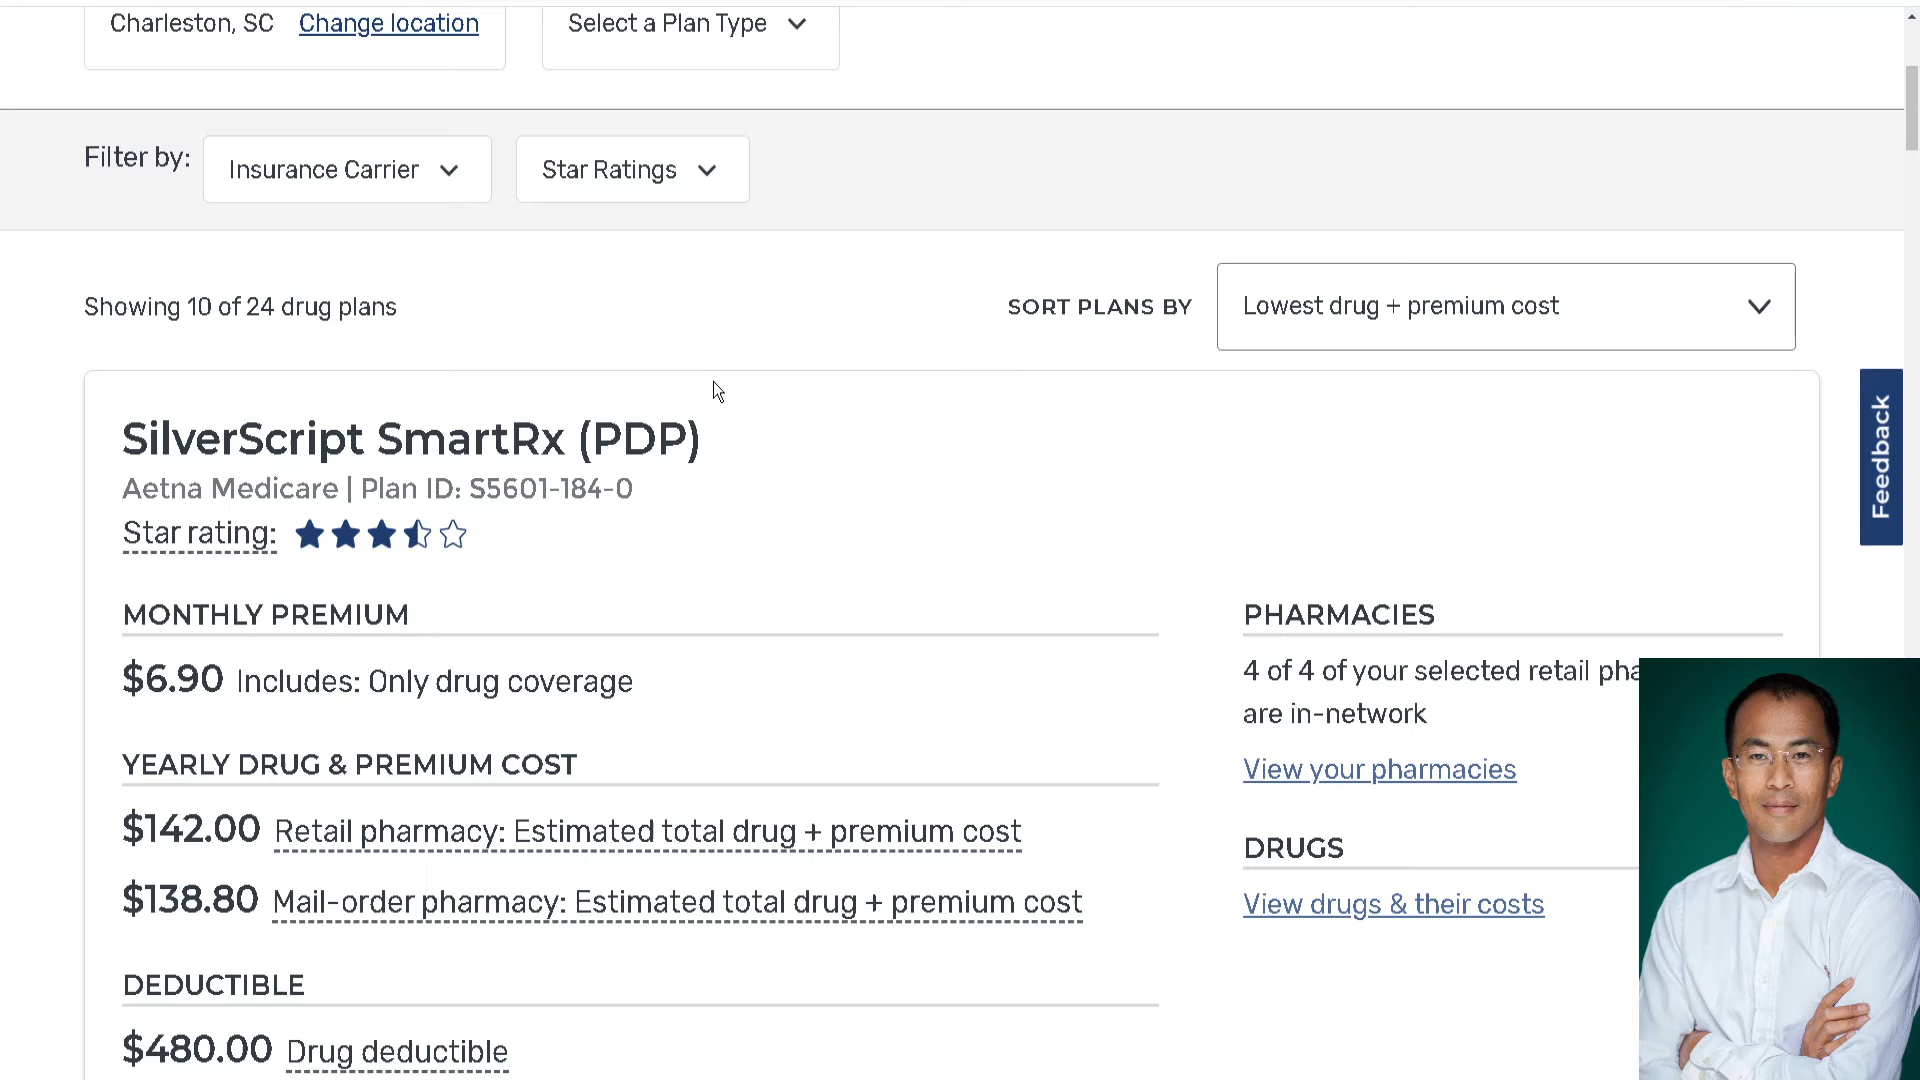 Charleston, SC Change location
Select a Plan Type
Filter by:
Insurance Carrier
Star Ratings
Showing 10 of 24 drug plans
SORT PLANS BY
Lowest drug + premium cost
Feedback
SilverScript SmartRx (PDP)
Aetna Medicare | Plan ID: S5601-184-0
Star rating:
MONTHLY PREMIUM
$6.90 Includes: Only drug coverage
YEARLY DRUG & PREMIUM COST
$142.00 Retail pharmacy: Estimated total drug + premium cost
$138.80 Mail-order pharmacy: Estimated total drug + premium cost
DEDUCTIBLE
$480.00 Drug deductible
PHARMACIES
4 of 4 of your selected retail pha
are in-network
View your pharmacies
DRUGS
View drugs & their costs